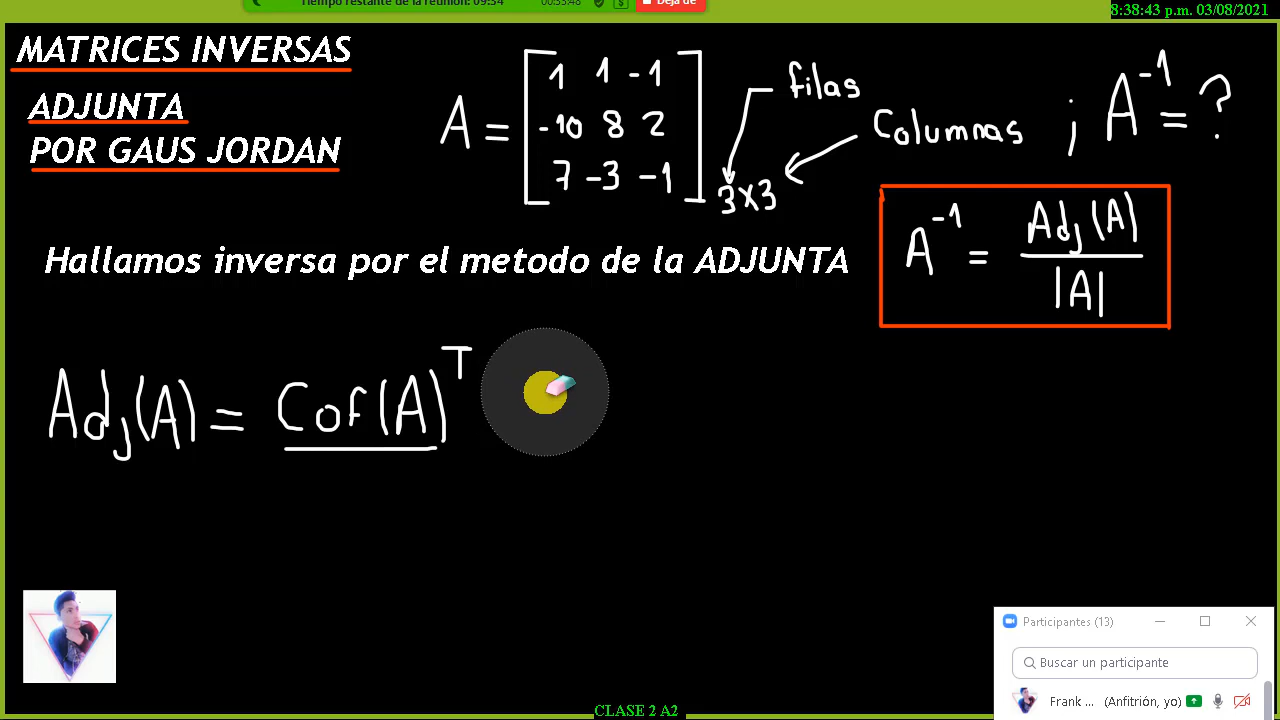 Tiempo restante de la reunión: 09:54
00:53:48
Deja de
8:38:43 p.m. 03/08/2021
MATRICES INVERSAS
ADJUNTA
POR GAUS JORDAN
A = [ 1 1 -1
-10 8 2
7 -3 -1 ] 3x3
filas
Columnas
; A⁻¹ = ?
Hallamos inversa por el metodo de la ADJUNTA
A⁻¹ = Adj(A)
|A|
Adj(A) = Cof(A)ᵀ
Participantes (13)
Buscar un participante
Frank ... (Anfitrión, yo)
CLASE 2 A2